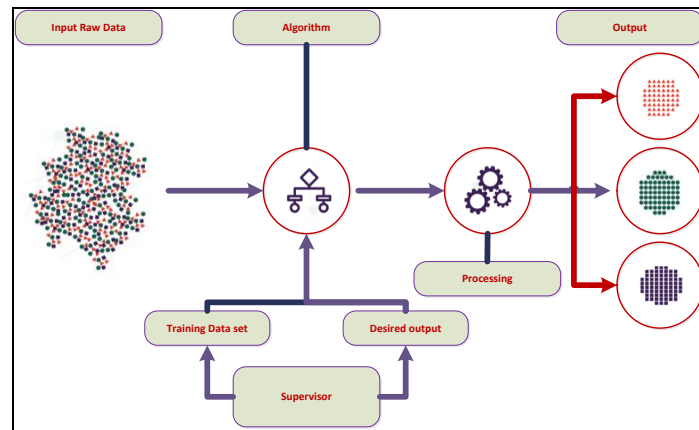 Input Raw Data
Algorithm
Output
Processing
Training Data set
Desired output
Supervisor